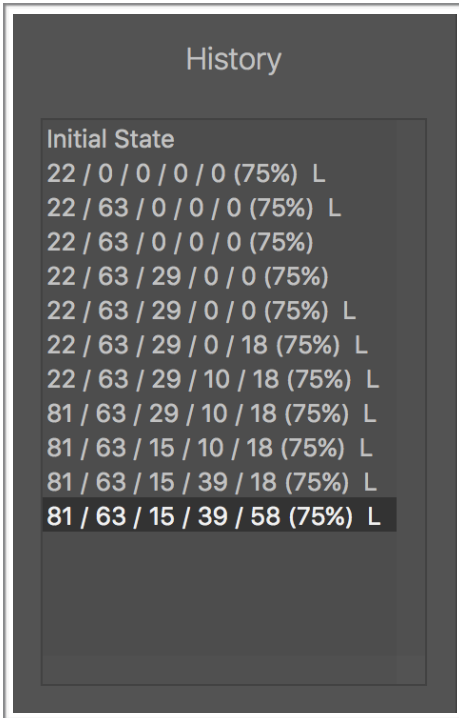 History
Initial State
22 / 0 / 0 / 0 / 0 (75%) L
22 / 63 / 0 / 0 / 0 (75%) L
22 / 63 / 0 / 0 / 0 (75%)
22 / 63 / 29 / 0 / 0 (75%)
22 / 63 / 29 / 0 / 0 (75%) L
22 / 63 / 29 / 0 / 18 (75%) L
22 / 63 / 29 / 10 / 18 (75%) L
81 / 63 / 29 / 10 / 18 (75%) L
81 / 63 / 15 / 10 / 18 (75%) L
81 / 63 / 15 / 39 / 18 (75%) L
81 / 63 / 15 / 39 / 58 (75%) L